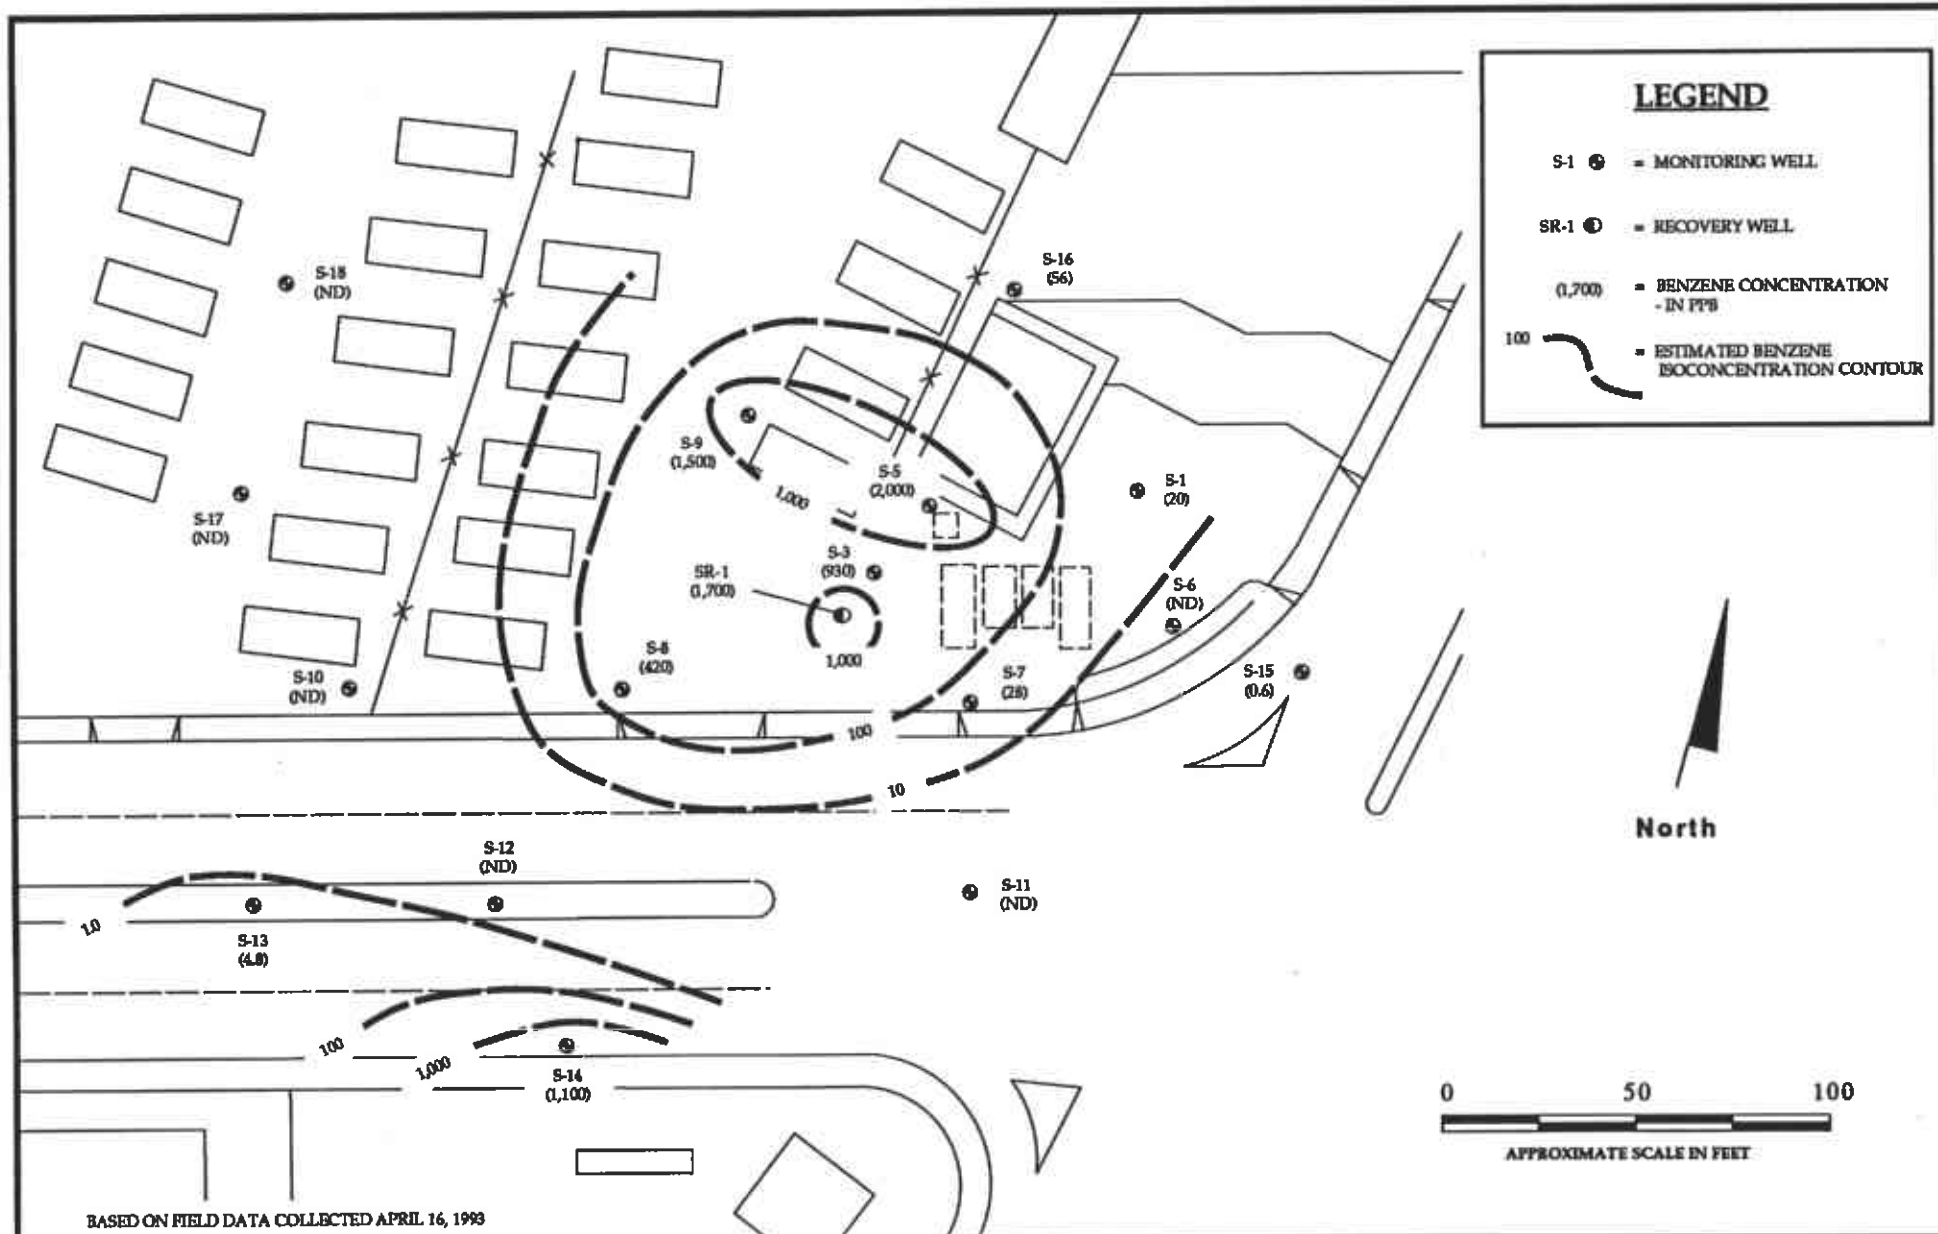 LEGEND
S-1 = MONITORING WELL
SR-1 = RECOVERY WELL
(1,700) = BENZENE CONCENTRATION
- IN PPB
100 = ESTIMATED BENZENE
ISOCONCENTRATION CONTOUR
S-18
(ND)
S-16
(56)
S-9
(1,500)
S-5
(2,000)
1,000
S-1
(20)
S-17
(ND)
S-3
(930)
SR-1
(1,700)
1,000
S-6
(ND)
S-8
(420)
S-10
(ND)
S-7
(28)
S-15
(0.6)
100
10
North
S-12
(ND)
S-11
(ND)
1.0
S-13
(4.8)
100
1,000
S-14
(1,100)
0 50 100
APPROXIMATE SCALE IN FEET
BASED ON FIELD DATA COLLECTED APRIL 16, 1993